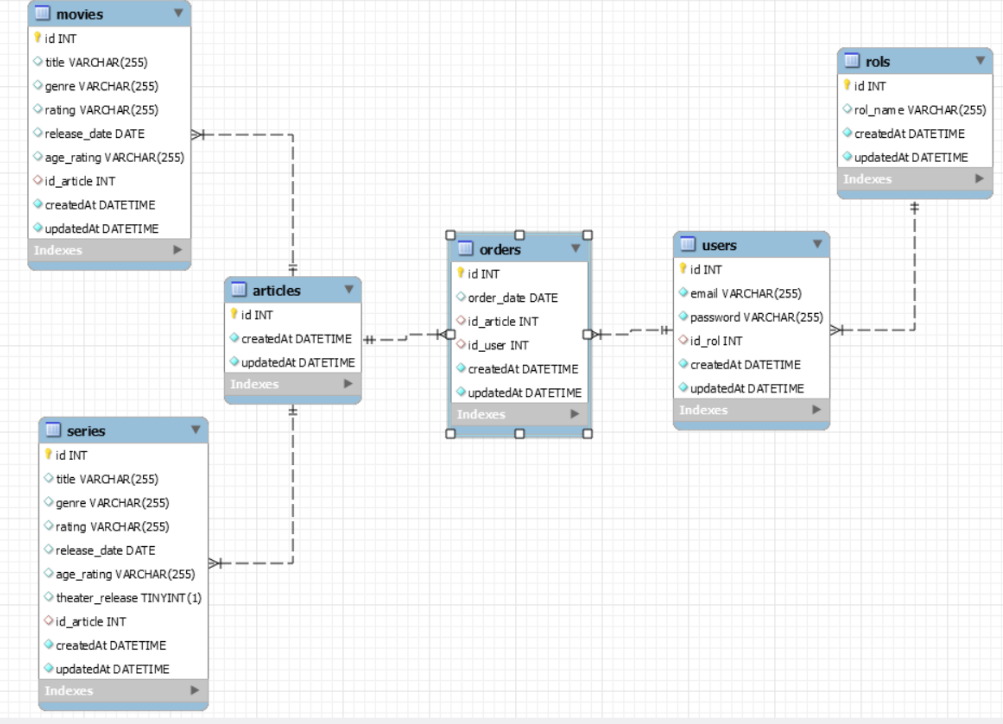 movies
id INT
title VARCHAR(255)
genre VARCHAR(255)
rating VARCHAR(255)
release_date DATE
age_rating VARCHAR(255)
id_article INT
createdAt DATETIME
updatedAt DATETIME
Indexes
articles
id INT
createdAt DATETIME
updatedAt DATETIME
Indexes
series
id INT
title VARCHAR(255)
genre VARCHAR(255)
rating VARCHAR(255)
release_date DATE
age_rating VARCHAR(255)
theater_release TINYINT(1)
id_article INT
createdAt DATETIME
updatedAt DATETIME
Indexes
orders
id INT
order_date DATE
id_article INT
id_user INT
createdAt DATETIME
updatedAt DATETIME
Indexes
users
id INT
email VARCHAR(255)
password VARCHAR(255)
id_rol INT
createdAt DATETIME
updatedAt DATETIME
Indexes
rols
id INT
rol_name VARCHAR(255)
createdAt DATETIME
updatedAt DATETIME
Indexes